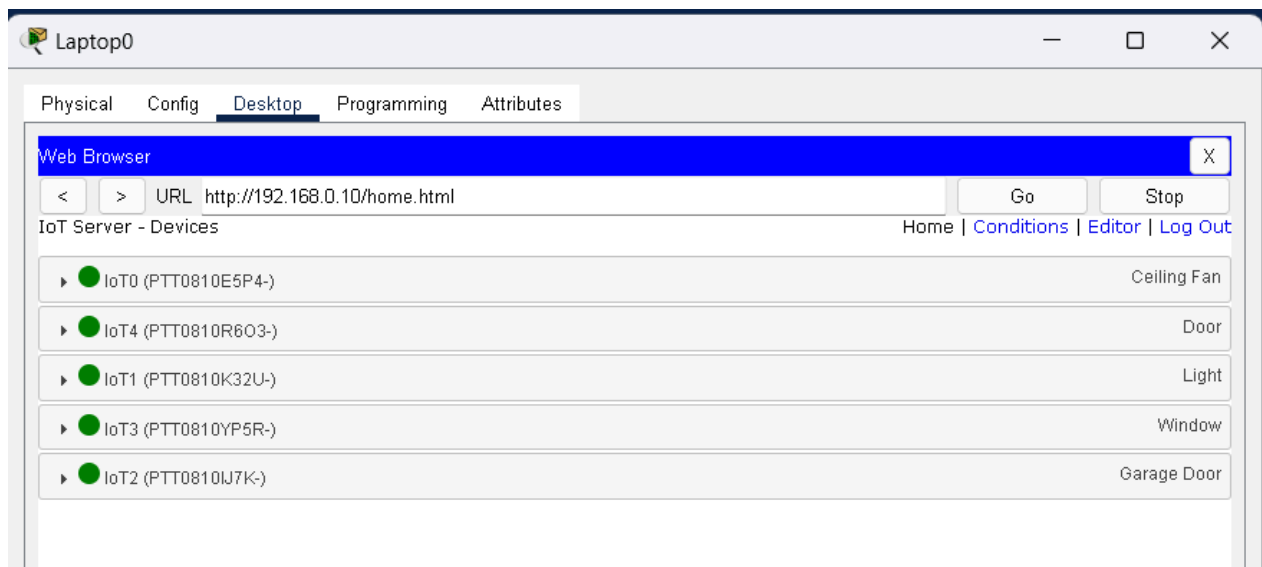 Laptop0
Physical Config Desktop Programming Attributes
Web Browser X
< > URL http://192.168.0.10/home.html Go Stop
IoT Server - Devices Home | Conditions | Editor | Log Out
IoT0 (PTT0810E5P4-) Ceiling Fan
IoT4 (PTT0810R6O3-) Door
IoT1 (PTT0810K32U-) Light
IoT3 (PTT0810YP5R-) Window
IoT2 (PTT0810IJ7K-) Garage Door